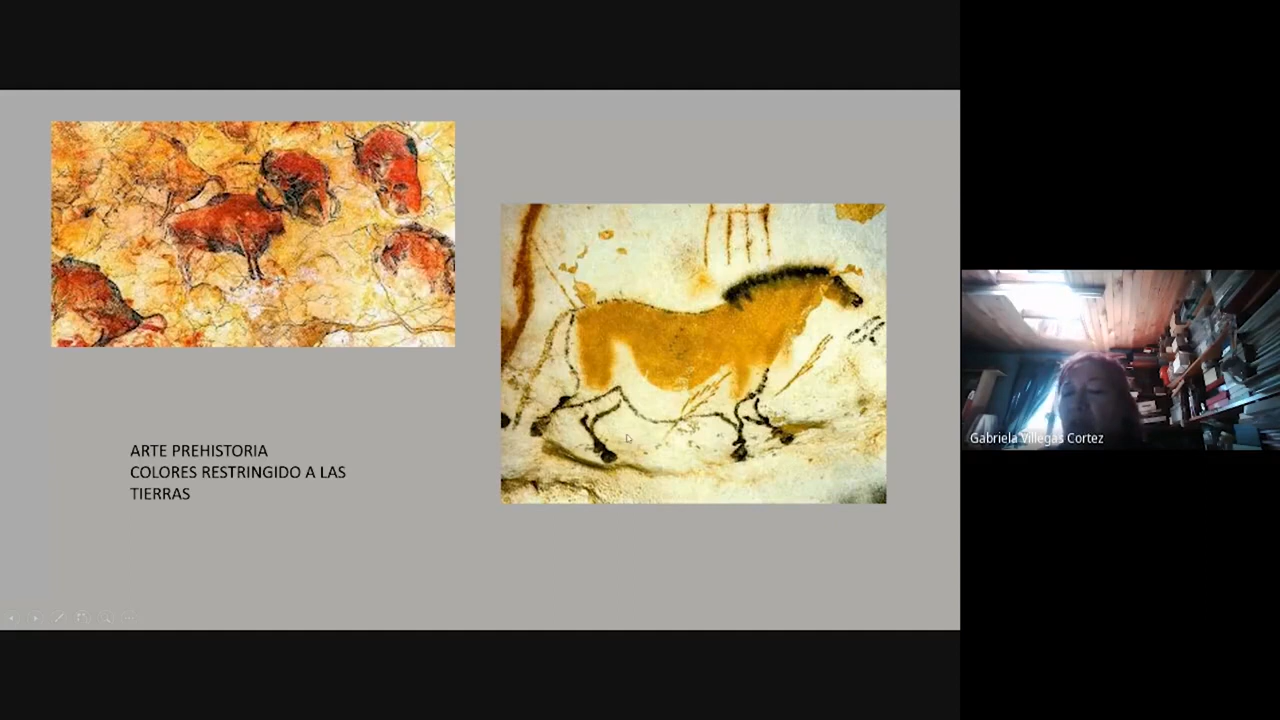 ARTE PREHISTORIA
COLORES RESTRINGIDO A LAS
TIERRAS
Gabriela Villegas Cortez